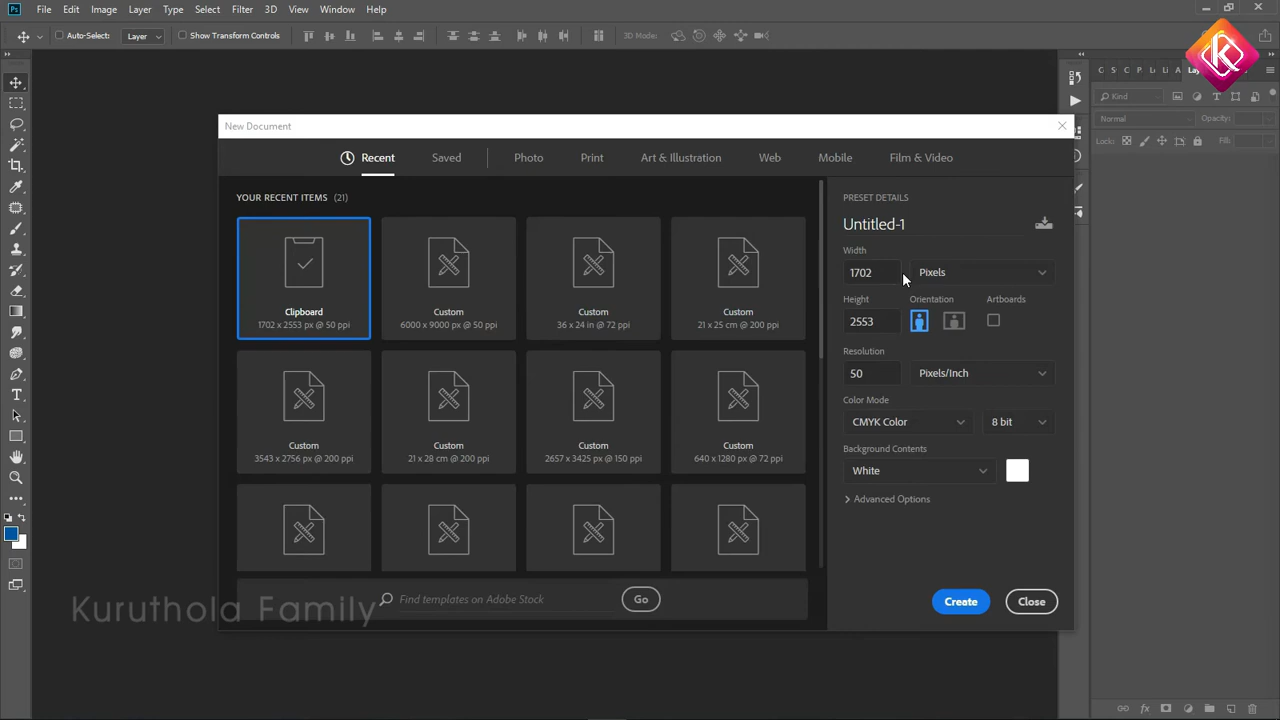 Ps File Edit Image Layer Type Select Filter 3D View Window Help
Auto-Select: Layer Show Transform Controls 3D Mode:
K
New Document
Recent Saved Photo Print Art & Illustration Web Mobile Film & Video
YOUR RECENT ITEMS (21)
Clipboard
1702 x 2553 px @ 50 ppi
Custom
6000 x 9000 px @ 50 ppi
Custom
36 x 24 in @ 72 ppi
Custom
21 x 25 cm @ 200 ppi
Custom
3543 x 2756 px @ 200 ppi
Custom
21 x 28 cm @ 200 ppi
Custom
2657 x 3425 px @ 150 ppi
Custom
640 x 1280 px @ 72 ppi
Find templates on Adobe Stock Go
PRESET DETAILS
Untitled-1
Width
1702 Pixels
Height Orientation Artboards
2553
Resolution
50 Pixels/Inch
Color Mode
CMYK Color 8 bit
Background Contents
White
Advanced Options
Create Close
Kind
Normal Opacity:
Lock: Fill:
Kuruthola Family